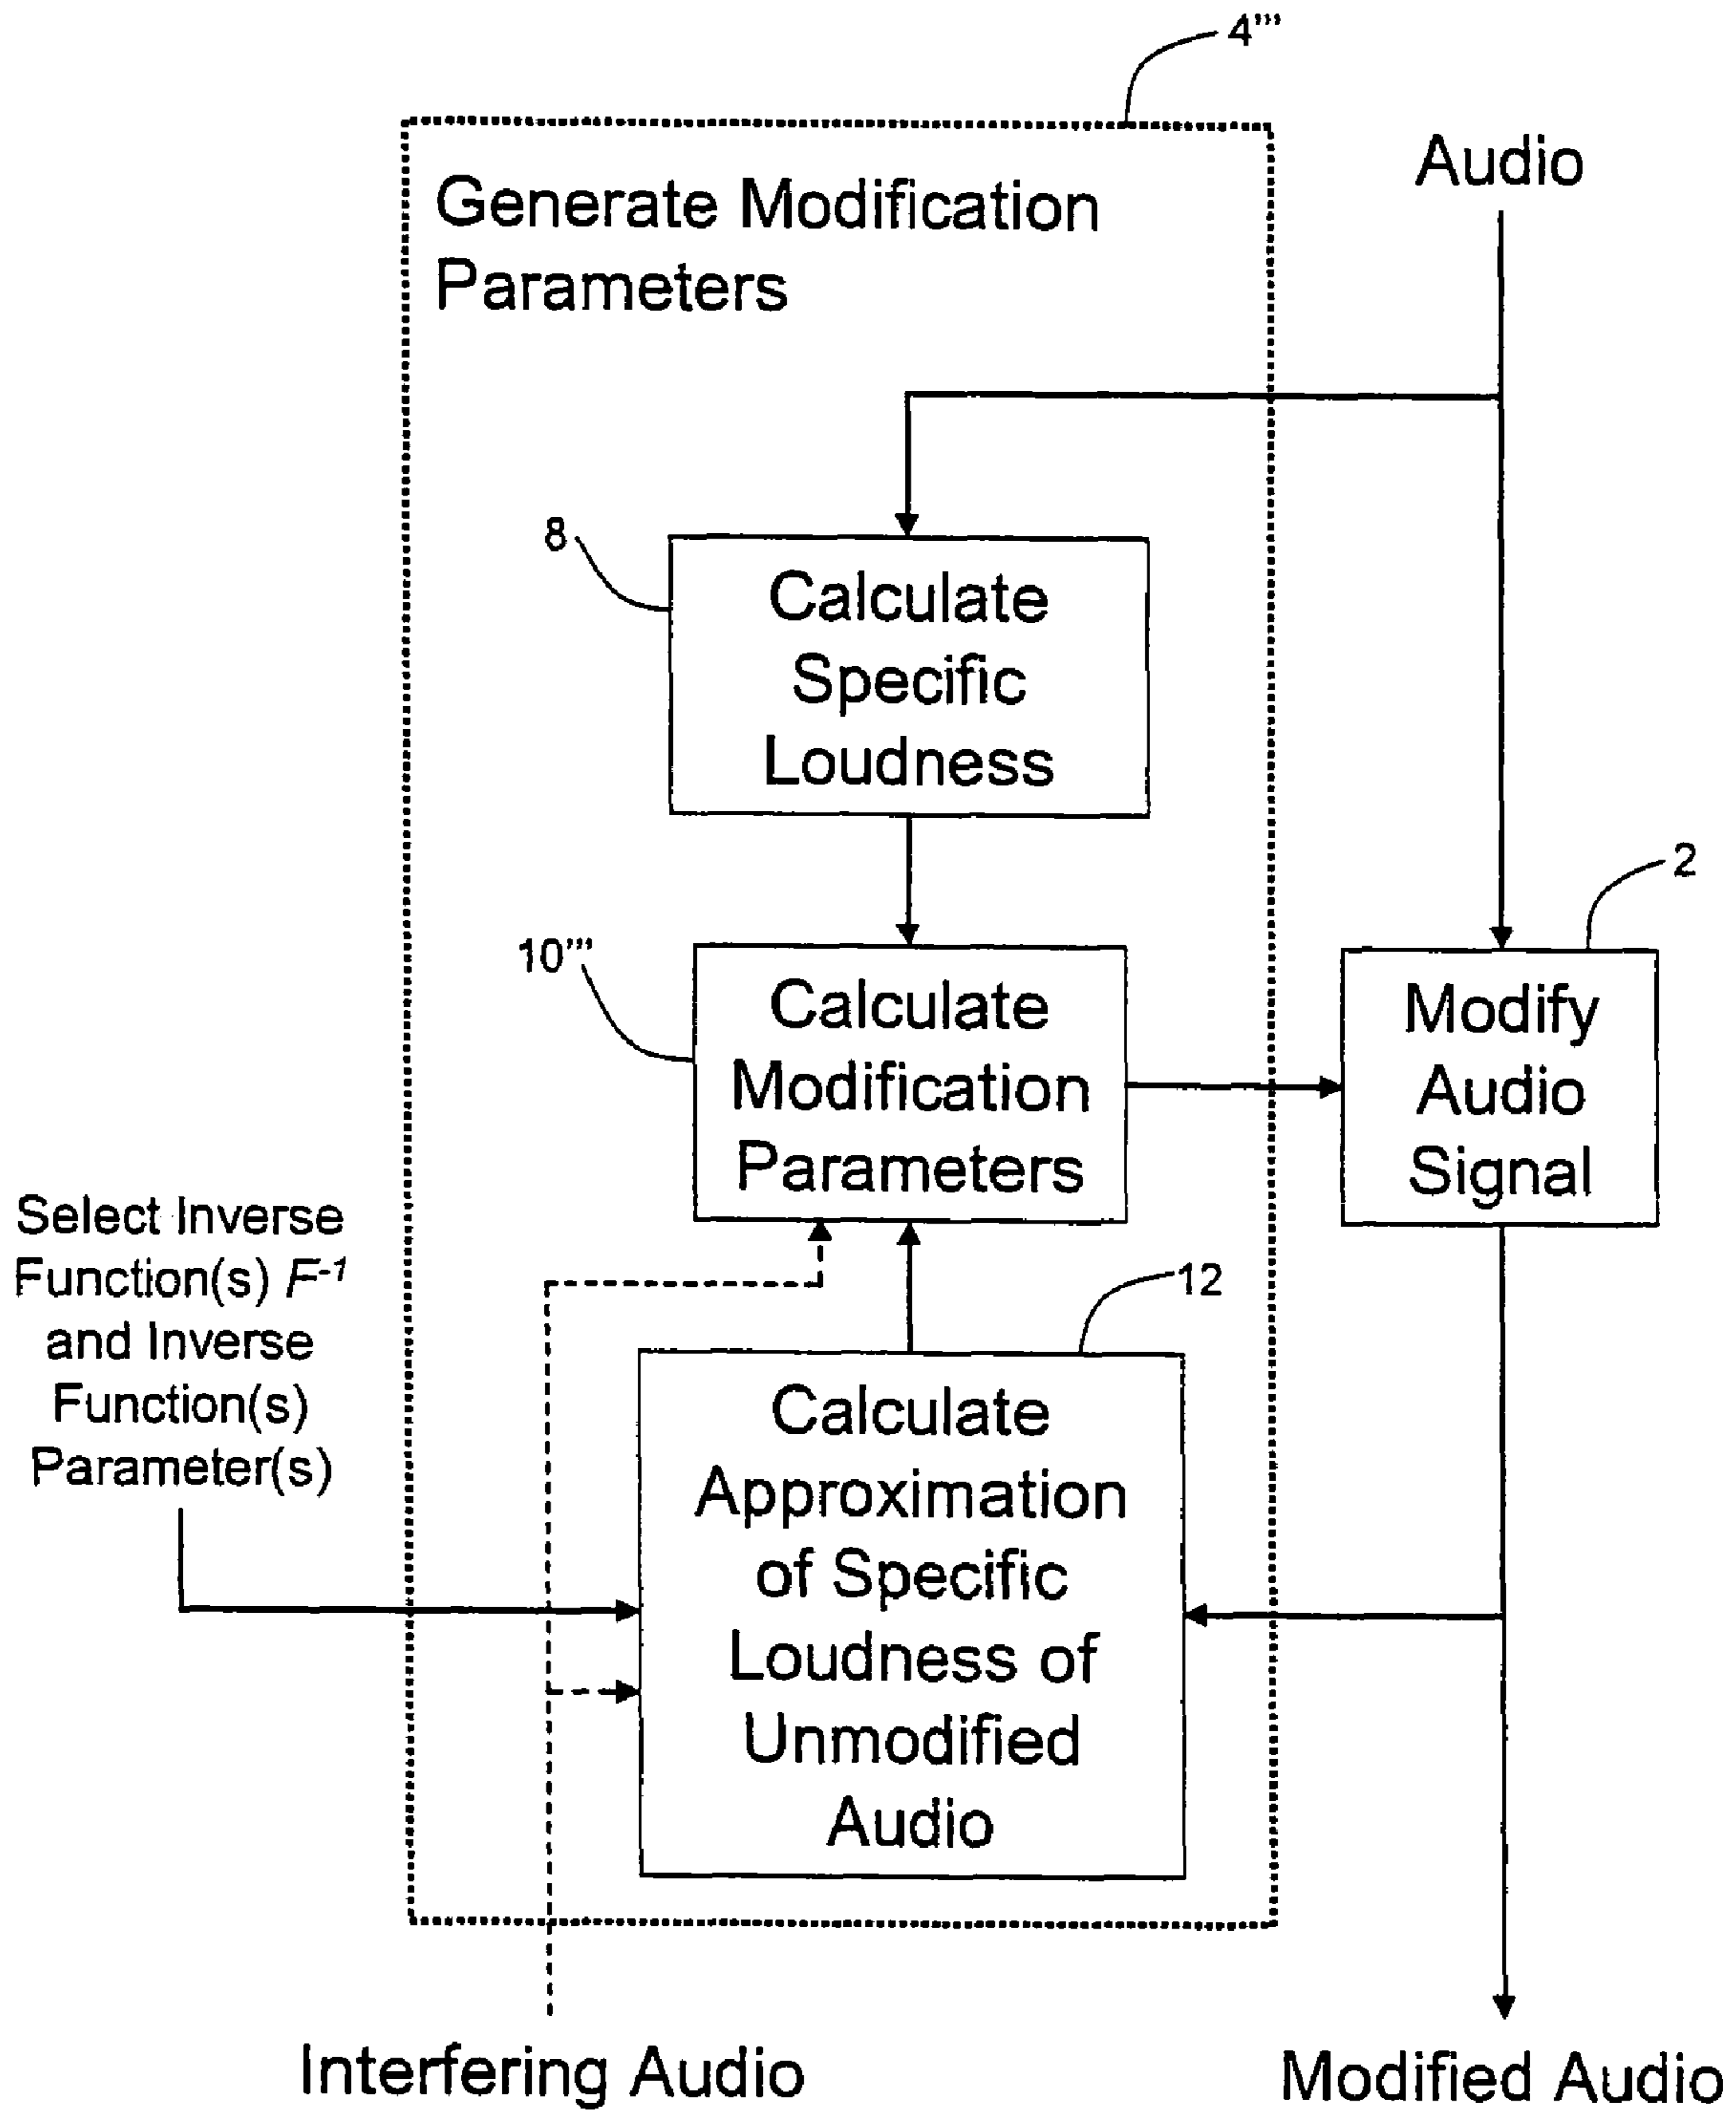 4'''
Audio
Generate Modification
Parameters
8
Calculate
Specific
Loudness
2
10'''
Calculate
Modification
Parameters
Modify
Audio
Signal
Select Inverse
Function(s) F-1
and Inverse
Function(s)
Parameter(s)
12
Calculate
Approximation
of Specific
Loudness of
Unmodified
Audio
Interfering Audio
Modified Audio